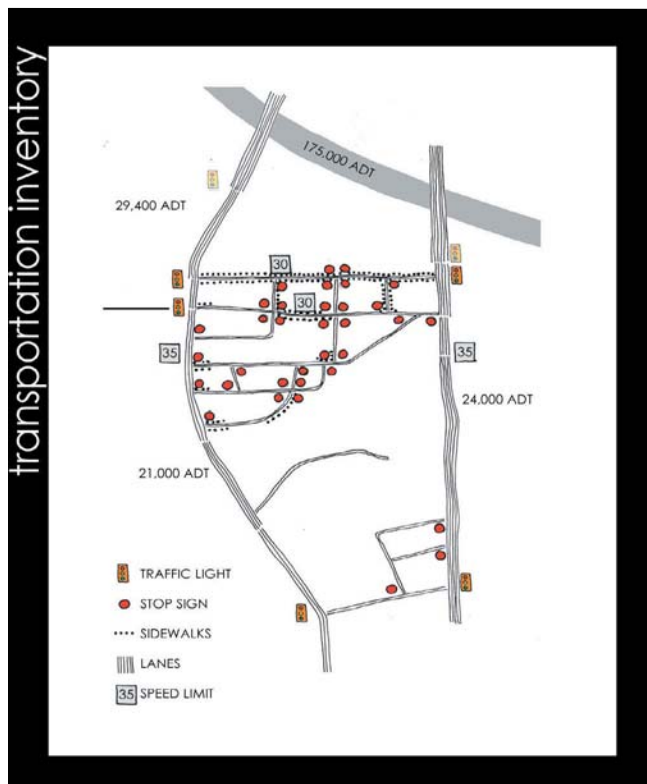 transportation inventory
175,000 ADT
29,400 ADT
30
30
35
35
24,000 ADT
21,000 ADT
TRAFFIC LIGHT
STOP SIGN
SIDEWALKS
LANES
35 SPEED LIMIT